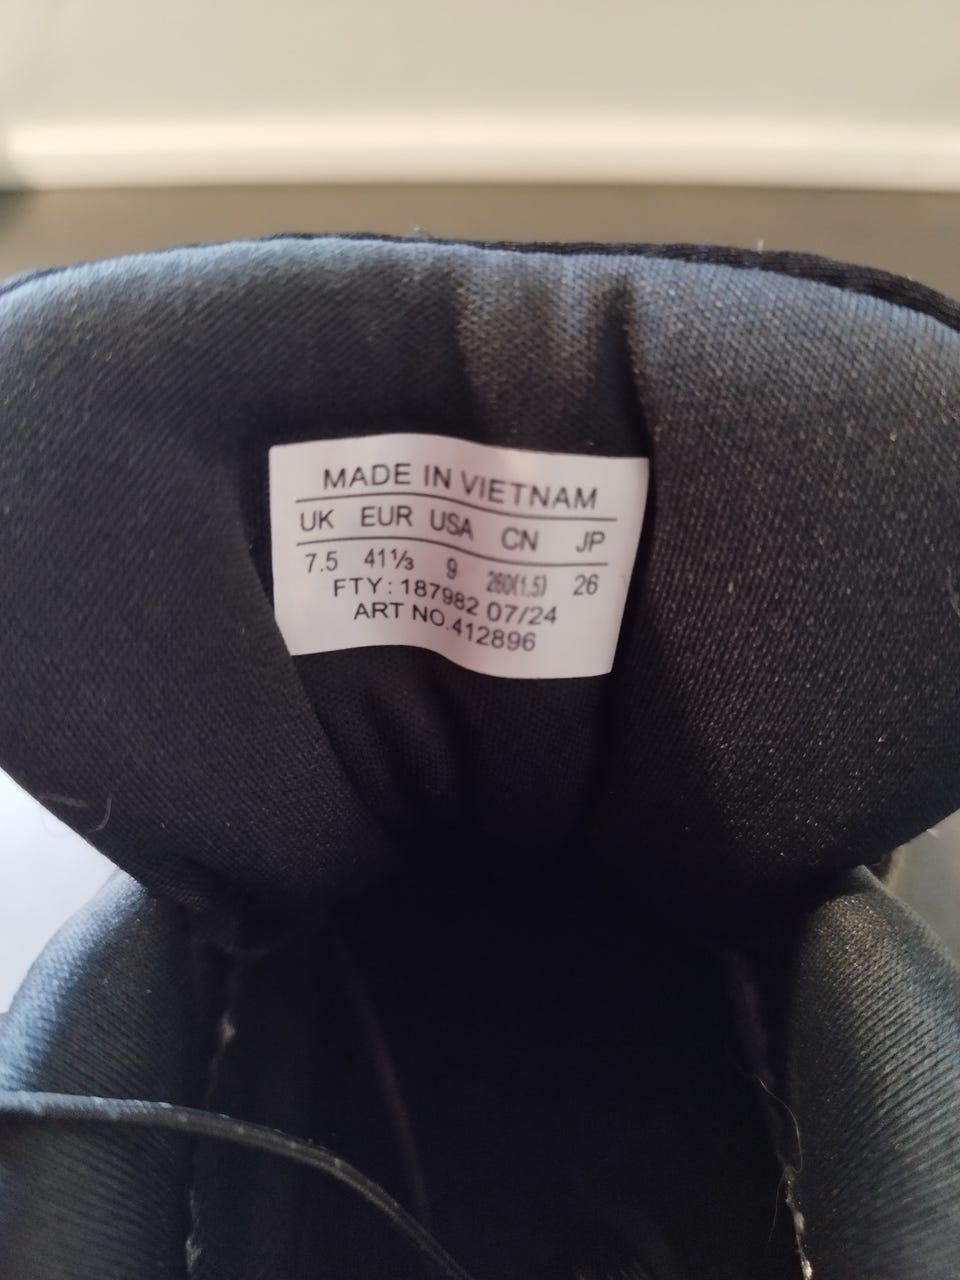 MADE IN VIETNAM
UK EUR USA CN JP
7.5 41⅓ 9 260(1.5) 26
FTY: 187982 07/24
ART NO.412896